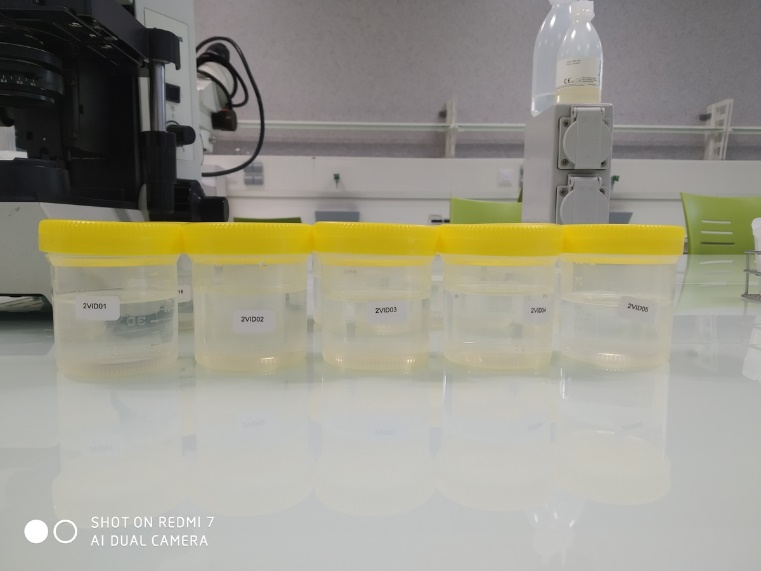 2VID01
2VID02
2VID03
2VID04
2VID05
SHOT ON REDMI 7
AI DUAL CAMERA